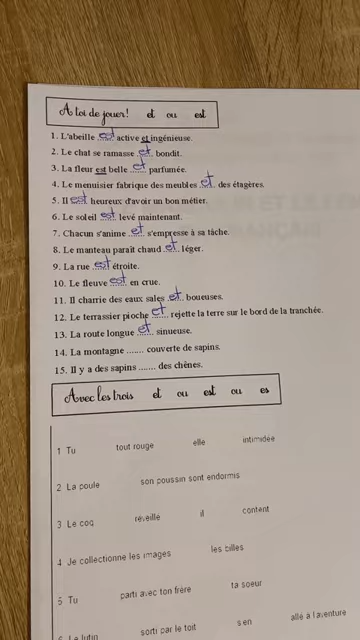 A toi de jouer! et ou est
1. L'abeille est active et ingénieuse.
2. Le chat se ramasse et bondit.
3. La fleur est belle et parfumée.
4. Le menuisier fabrique des meubles et des étagères.
5. Il est heureux d'avoir un bon métier.
6. Le soleil est levé maintenant.
7. Chacun s'anime et s'empresse à sa tâche.
8. Le manteau paraît chaud et léger.
9. La rue est étroite.
10. Le fleuve est en crue.
11. Il charrie des eaux sales et boueuses.
12. Le terrassier pioche et rejette la terre sur le bord de la tranchée.
13. La route longue et sinueuse.
14. La montagne ....... couverte de sapins.
15. Il y a des sapins ....... des chênes.
Avec les trois et ou est ou es
1 Tu tout rouge elle intimidée
2 La poule son poussin sont endormis
3 Le coq réveille il content
4 Je collectionne les images les billes
5 Tu parti avec ton frère ta soeur
6 Le lutin sorti par le toit s en allé à l aventure